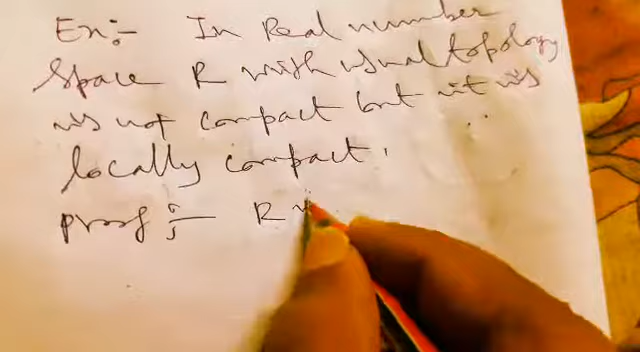 Ex:- In Real number
space R with usual topology
is not compact but it is
locally compact.
proof :- R